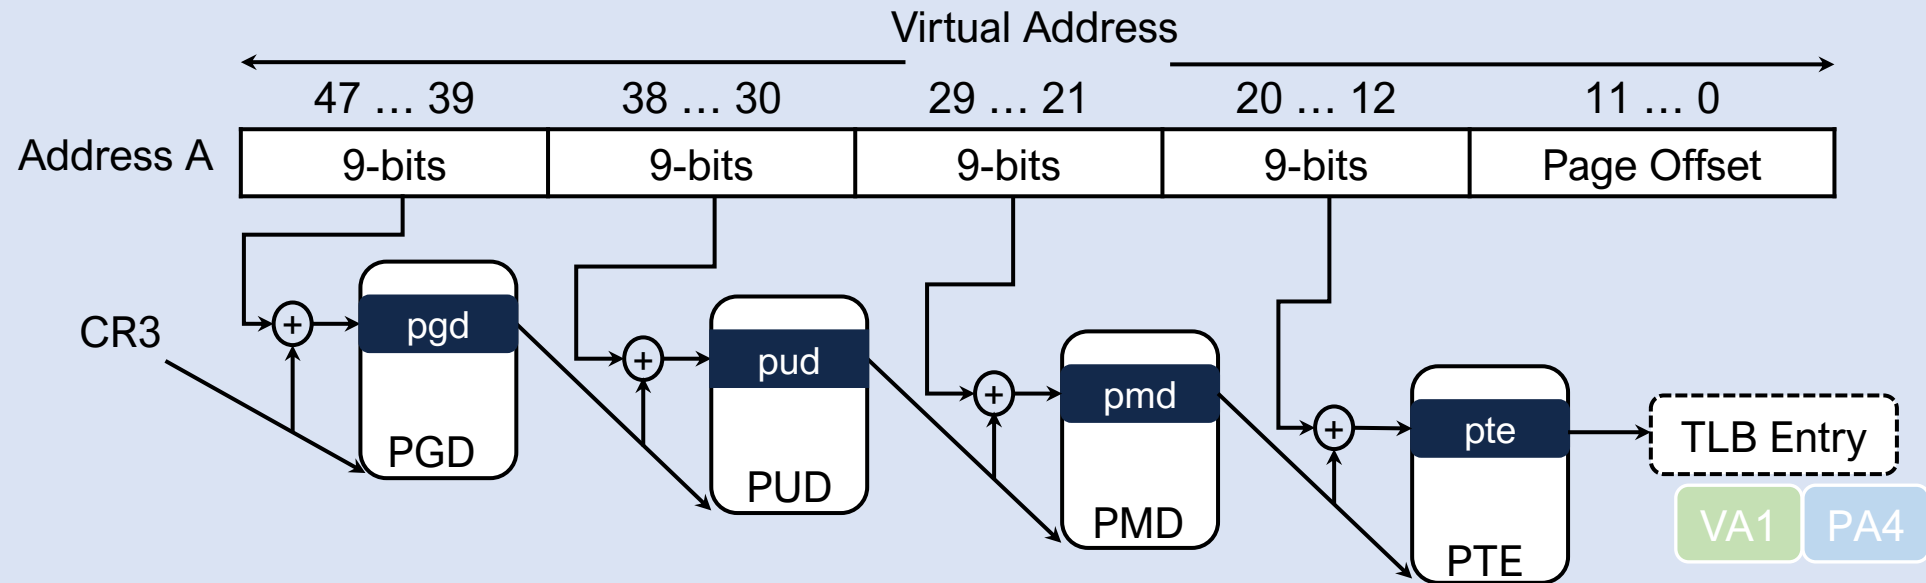 Virtual Address
47 ... 39
38 ... 30
29 ... 21
20 ... 12
11 ... 0
Address A
9-bits
9-bits
9-bits
9-bits
Page Offset
CR3
+
pgd
PGD
+
pud
PUD
+
pmd
PMD
+
pte
PTE
TLB Entry
VA1
PA4